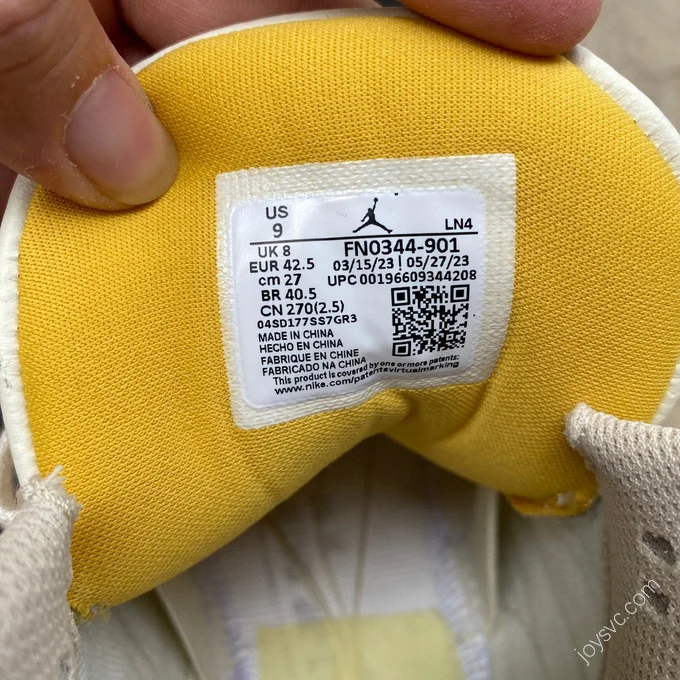 US
9
LN4
UK 8
FN0344-901
EUR 42.5
03/15/23 | 05/27/23
cm 27
UPC 00196609344208
BR 40.5
CN 270(2.5)
04SD177SS7GR3
MADE IN CHINA
HECHO EN CHINA
FABRIQUE EN CHINE
FABRICADO NA CHINA
This product is covered by one or more patents:
www.nike.com/patentsvirtualmarking
joysvc.com